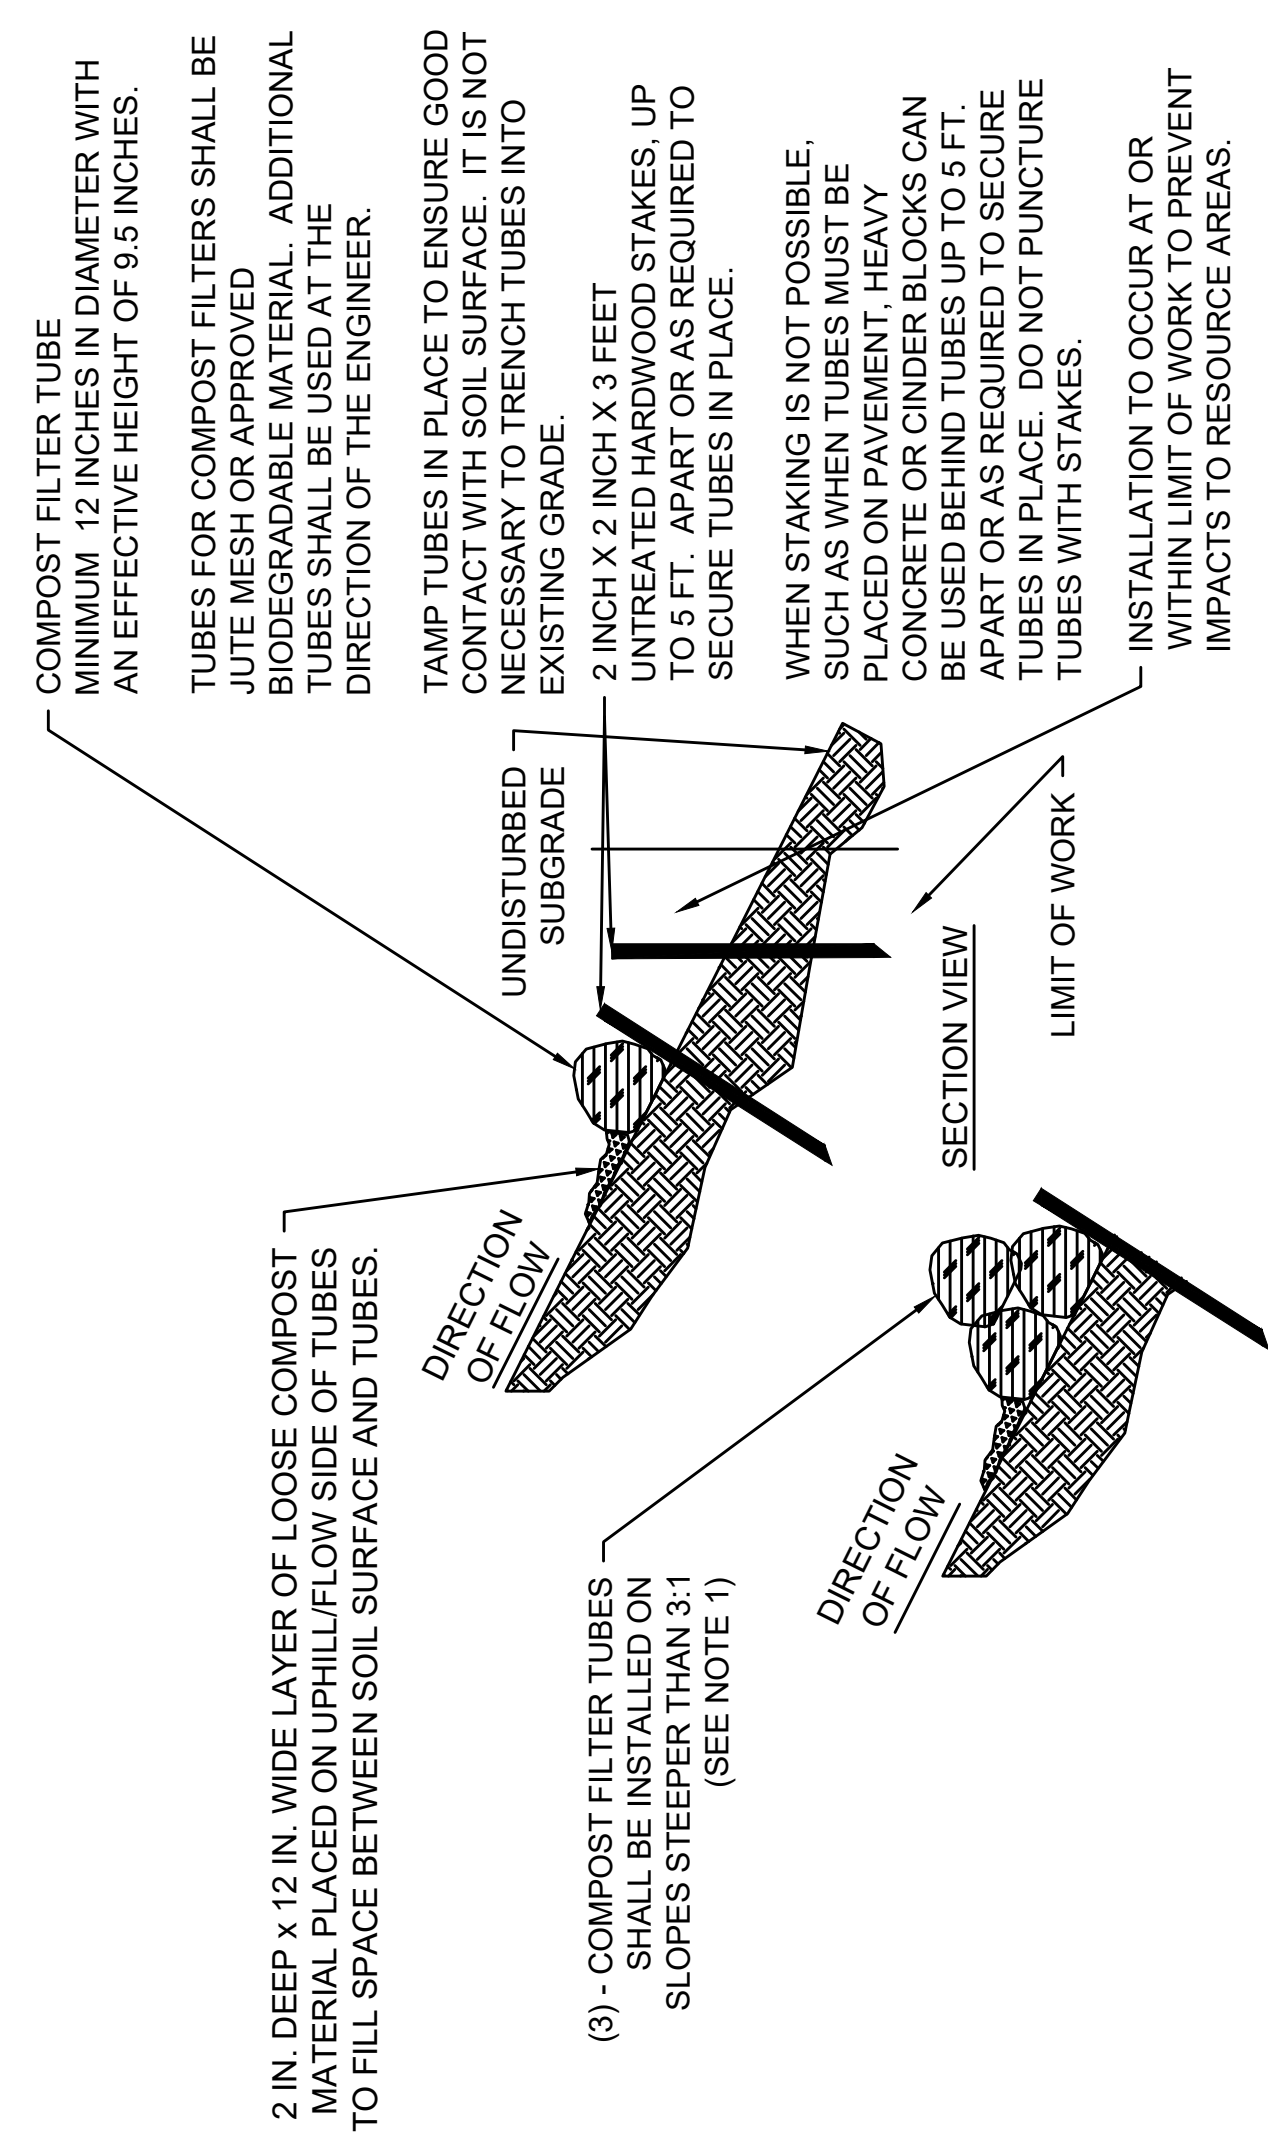 COMPOST FILTER TUBE
MINIMUM 12 INCHES IN DIAMETER WITH
AN EFFECTIVE HEIGHT OF 9.5 INCHES.
TUBES FOR COMPOST FILTERS SHALL BE
JUTE MESH OR APPROVED
BIODEGRADABLE MATERIAL. ADDITIONAL
TUBES SHALL BE USED AT THE
DIRECTION OF THE ENGINEER.
TAMP TUBES IN PLACE TO ENSURE GOOD
CONTACT WITH SOIL SURFACE. IT IS NOT
NECESSARY TO TRENCH TUBES INTO
EXISTING GRADE.
2 INCH X 2 INCH X 3 FEET
UNTREATED HARDWOOD STAKES, UP
TO 5 FT. APART OR AS REQUIRED TO
SECURE TUBES IN PLACE.
WHEN STAKING IS NOT POSSIBLE,
SUCH AS WHEN TUBES MUST BE
PLACED ON PAVEMENT, HEAVY
CONCRETE OR CINDER BLOCKS CAN
BE USED BEHIND TUBES UP TO 5 FT.
APART OR AS REQUIRED TO SECURE
TUBES IN PLACE. DO NOT PUNCTURE
TUBES WITH STAKES.
INSTALLATION TO OCCUR AT OR
WITHIN LIMIT OF WORK TO PREVENT
IMPACTS TO RESOURCE AREAS.
2 IN. DEEP x 12 IN. WIDE LAYER OF LOOSE COMPOST
MATERIAL PLACED ON UPHILL/FLOW SIDE OF TUBES
TO FILL SPACE BETWEEN SOIL SURFACE AND TUBES.
UNDISTURBED
SUBGRADE
DIRECTION
OF FLOW
SECTION VIEW
LIMIT OF WORK
(3) - COMPOST FILTER TUBES
SHALL BE INSTALLED ON
SLOPES STEEPER THAN 3:1
(SEE NOTE 1)
DIRECTION
OF FLOW